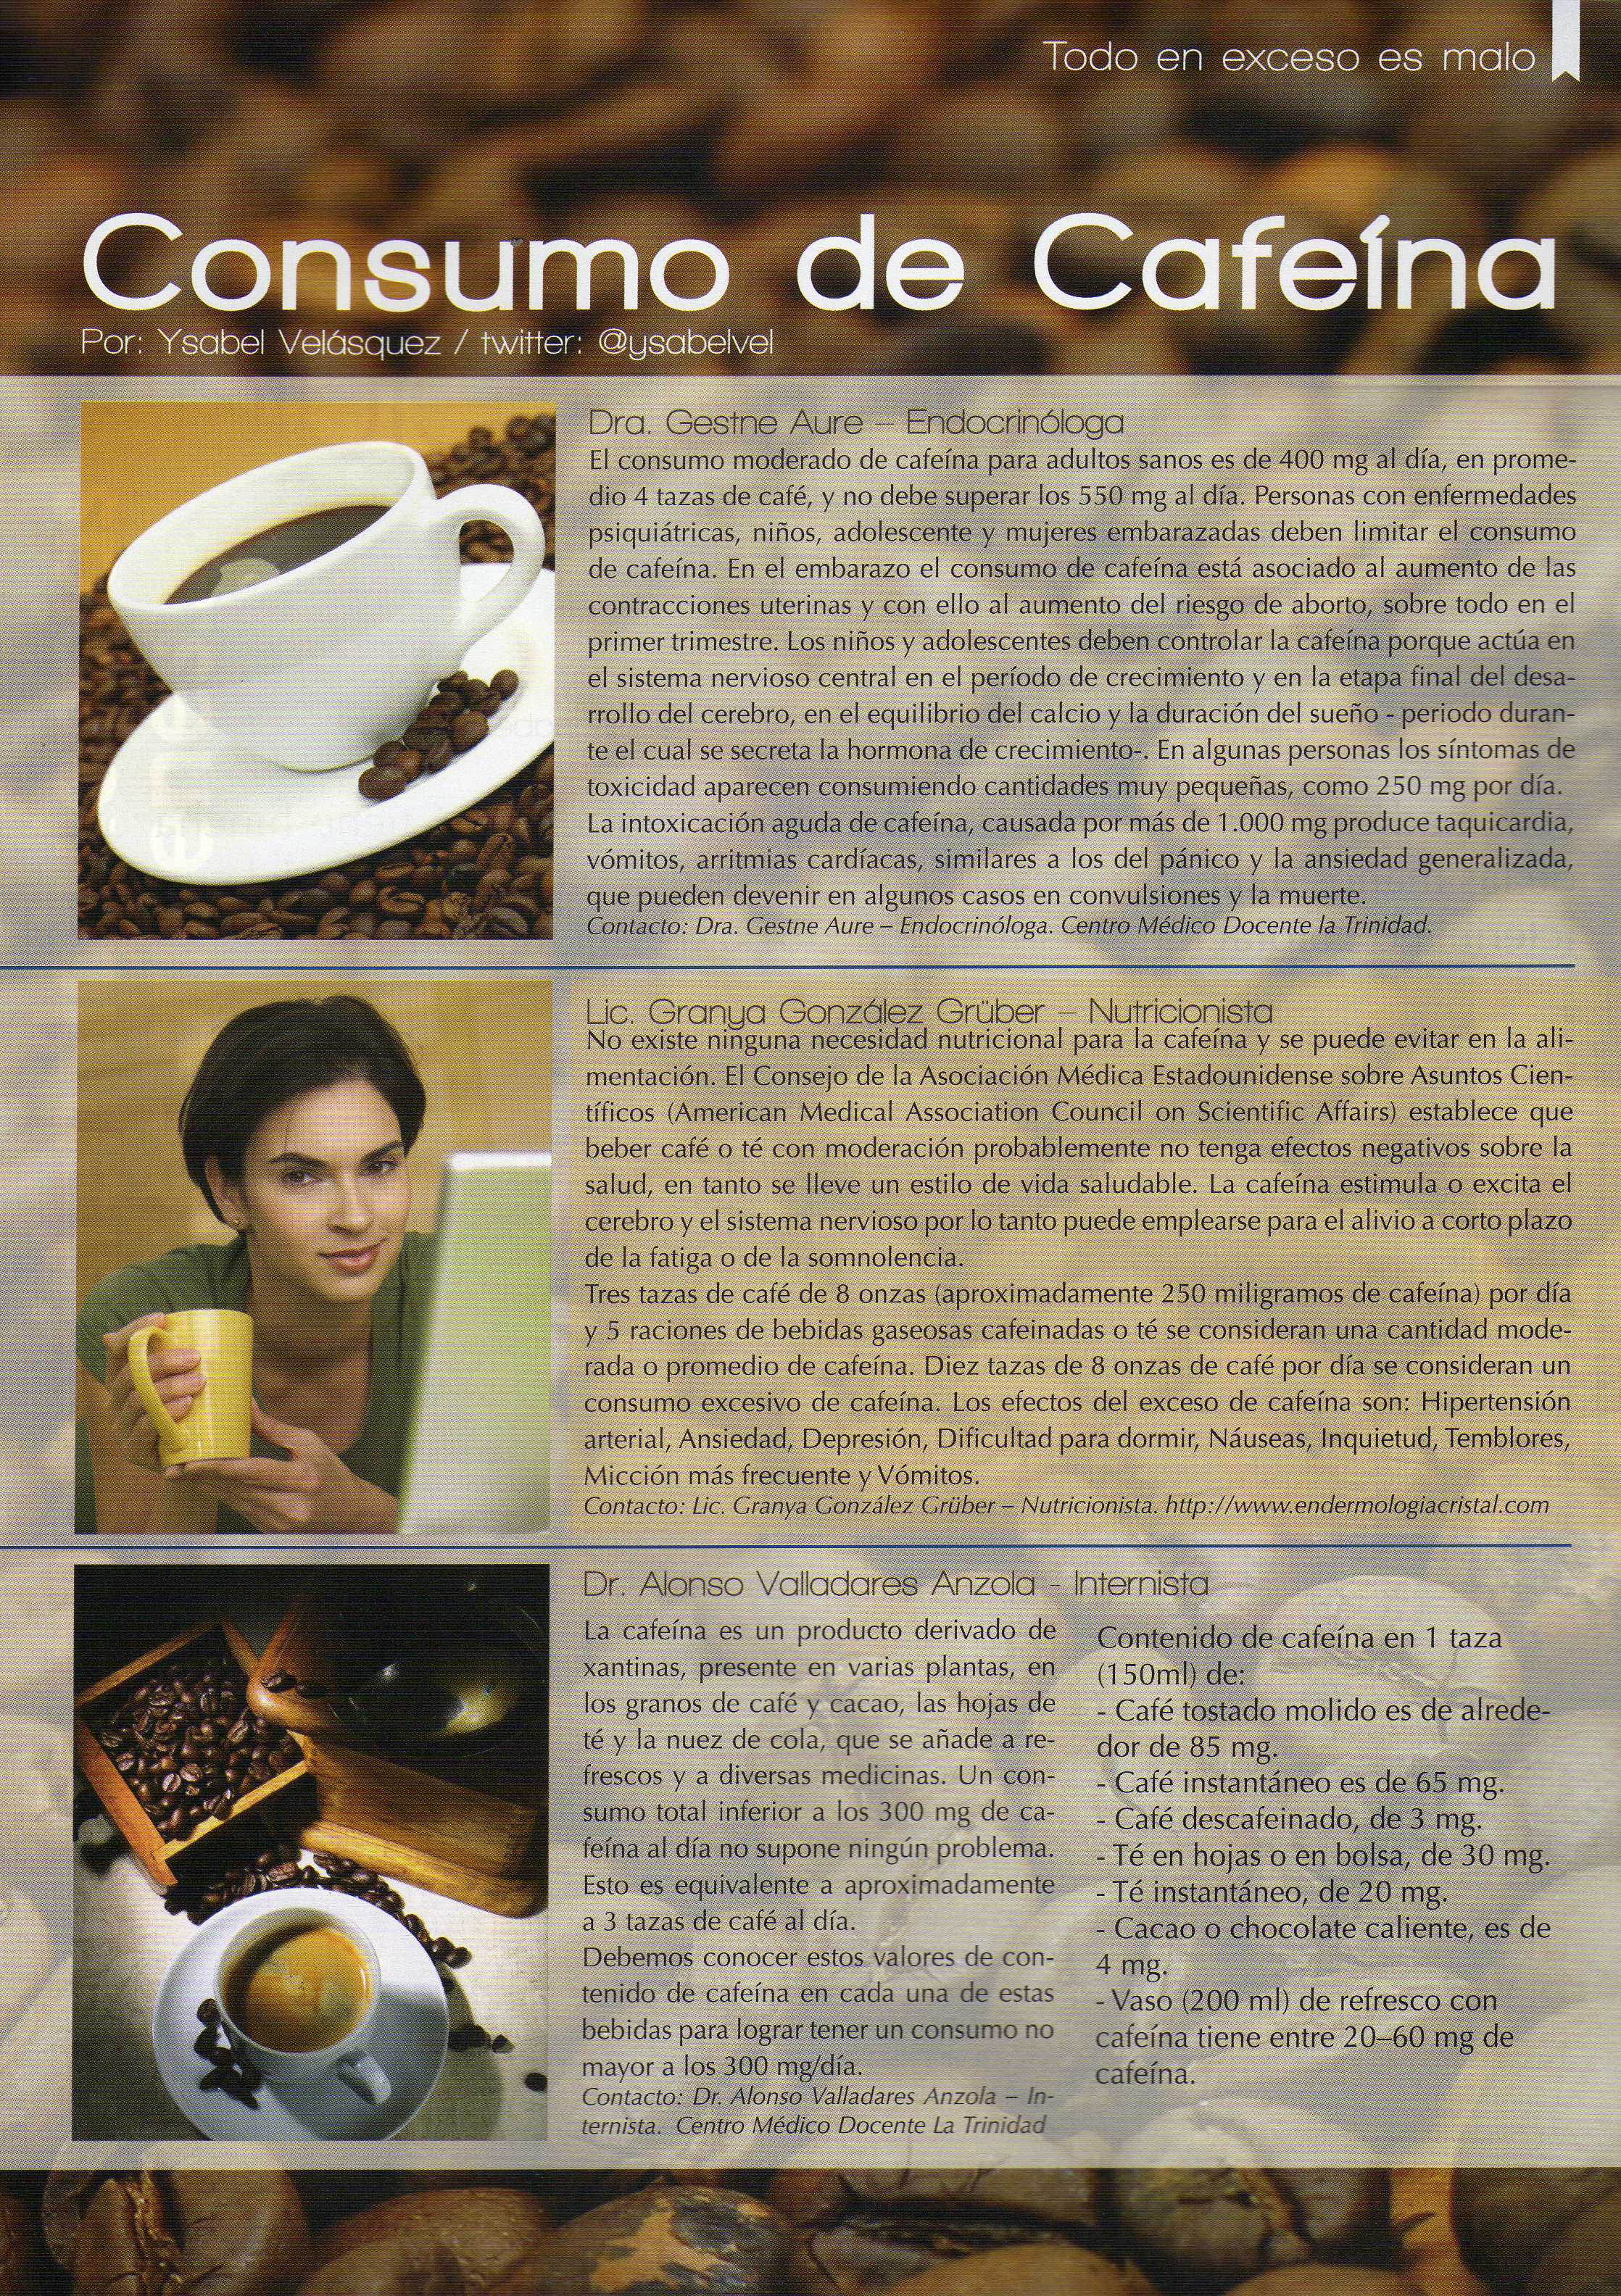 Todo en exceso es malo
Consumo de Cafeína
Por: Ysabel Velásquez / twitter: @ysabelvel
Dra. Gestne Aure – Endocrinóloga
El consumo moderado de cafeína para adultos sanos es de 400 mg al día, en prome-
dio 4 tazas de café, y no debe superar los 550 mg al día. Personas con enfermedades
psiquiátricas, niños, adolescente y mujeres embarazadas deben limitar el consumo
de cafeína. En el embarazo el consumo de cafeína está asociado al aumento de las
contracciones uterinas y con ello al aumento del riesgo de aborto, sobre todo en el
primer trimestre. Los niños y adolescentes deben controlar la cafeína porque actúa en
el sistema nervioso central en el período de crecimiento y en la etapa final del desa-
rrollo del cerebro, en el equilibrio del calcio y la duración del sueño - periodo duran-
te el cual se secreta la hormona de crecimiento-. En algunas personas los síntomas de
toxicidad aparecen consumiendo cantidades muy pequeñas, como 250 mg por día.
La intoxicación aguda de cafeína, causada por más de 1.000 mg produce taquicardia,
vómitos, arritmias cardíacas, similares a los del pánico y la ansiedad generalizada,
que pueden devenir en algunos casos en convulsiones y la muerte.
Contacto: Dra. Gestne Aure – Endocrinóloga. Centro Médico Docente la Trinidad.
Lic. Granya González Grüber – Nutricionista
No existe ninguna necesidad nutricional para la cafeína y se puede evitar en la ali-
mentación. El Consejo de la Asociación Médica Estadounidense sobre Asuntos Cien-
tíficos (American Medical Association Council on Scientific Affairs) establece que
beber café o té con moderación probablemente no tenga efectos negativos sobre la
salud, en tanto se lleve un estilo de vida saludable. La cafeína estimula o excita el
cerebro y el sistema nervioso por lo tanto puede emplearse para el alivio a corto plazo
de la fatiga o de la somnolencia.
Tres tazas de café de 8 onzas (aproximadamente 250 miligramos de cafeína) por día
y 5 raciones de bebidas gaseosas cafeinadas o té se consideran una cantidad mode-
rada o promedio de cafeína. Diez tazas de 8 onzas de café por día se consideran un
consumo excesivo de cafeína. Los efectos del exceso de cafeína son: Hipertensión
arterial, Ansiedad, Depresión, Dificultad para dormir, Náuseas, Inquietud, Temblores,
Micción más frecuente y Vómitos.
Contacto: Lic. Granya González Grüber – Nutricionista. http://www.endermologiacristal.com
Dr. Alonso Valladares Anzola - Internista
La cafeína es un producto derivado de
xantinas, presente en varias plantas, en
los granos de café y cacao, las hojas de
té y la nuez de cola, que se añade a re-
frescos y a diversas medicinas. Un con-
sumo total inferior a los 300 mg de ca-
feína al día no supone ningún problema.
Esto es equivalente a aproximadamente
a 3 tazas de café al día.
Debemos conocer estos valores de con-
tenido de cafeína en cada una de estas
bebidas para lograr tener un consumo no
mayor a los 300 mg/día.
Contacto: Dr. Alonso Valladares Anzola – In-
ternista. Centro Médico Docente La Trinidad
Contenido de cafeína en 1 taza
(150ml) de:
- Café tostado molido es de alrede-
dor de 85 mg.
- Café instantáneo es de 65 mg.
- Café descafeinado, de 3 mg.
- Té en hojas o en bolsa, de 30 mg.
- Té instantáneo, de 20 mg.
- Cacao o chocolate caliente, es de
4 mg.
- Vaso (200 ml) de refresco con
cafeína tiene entre 20–60 mg de
cafeína.